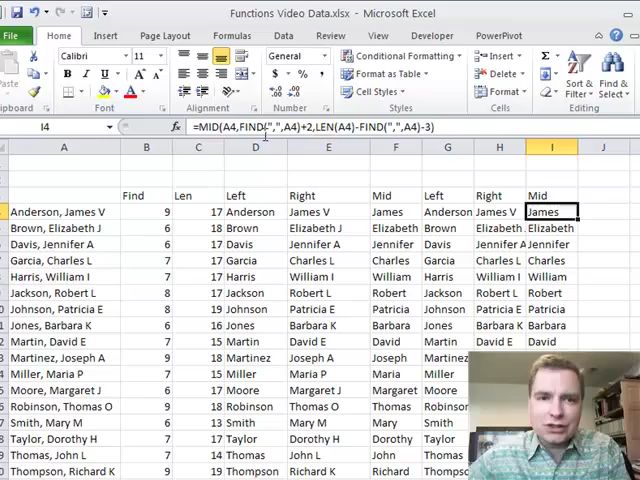 Functions Video Data.xlsx - Microsoft Excel
File Home Insert Page Layout Formulas Data Review View Developer PowerPivot
Calibri 11 General Insert Delete Format
B I U $ % , Conditional Formatting Format as Table Cell Styles Sort & Filter Find & Select
Clipboard Font Alignment Number Styles Cells Editing
I4 fx =MID(A4,FIND(",",A4)+2,LEN(A4)-FIND(",",A4)-3)
A B C D E F G H I J K
Find Len Left Right Mid Left Right Mid
Anderson, James V 9 17 Anderson James V James Anderson James V James
Brown, Elizabeth J 6 18 Brown Elizabeth J Elizabeth Brown Elizabeth Elizabeth
Davis, Jennifer A 6 17 Davis Jennifer A Jennifer Davis Jennifer A Jennifer
Garcia, Charles L 7 17 Garcia Charles L Charles Garcia Charles L Charles
Harris, William I 7 17 Harris William I William Harris William I William
Jackson, Robert L 8 17 Jackson Robert L Robert Jackson Robert L Robert
Johnson, Patricia E 8 19 Johnson Patricia E Patricia Johnson Patricia E Patricia
Jones, Barbara K 6 16 Jones Barbara K Barbara Jones Barbara K Barbara
Martin, David E 7 15 Martin David E David Martin David E David
Martinez, Joseph A 9 18 Martinez Joseph A Joseph Martinez
Miller, Maria P 7 15 Miller Maria P Maria Miller
Moore, Margaret J 6 17 Moore Margaret J Margaret Moore
Robinson, Thomas O 9 18 Robinson Thomas O Thomas Robinson
Smith, Mary M 6 13 Smith Mary M Mary Smith
Taylor, Dorothy H 7 17 Taylor Dorothy H Dorothy Taylor
Thomas, John L 7 14 Thomas John L John Thomas
Thompson, Richard K 9 19 Thompson Richard K Richard Thompson